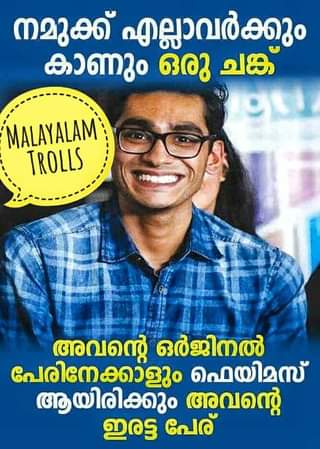 നമുക്ക് എല്ലാവർക്കും
കാണും ഒരു ചങ്ക്
MALAYALAM
TROLLS
അവന്റെ ഒർജിനൽ
പേരിനേക്കാളും ഫെയിമസ്
ആയിരിക്കും അവന്റെ
ഇരട്ട പേര്